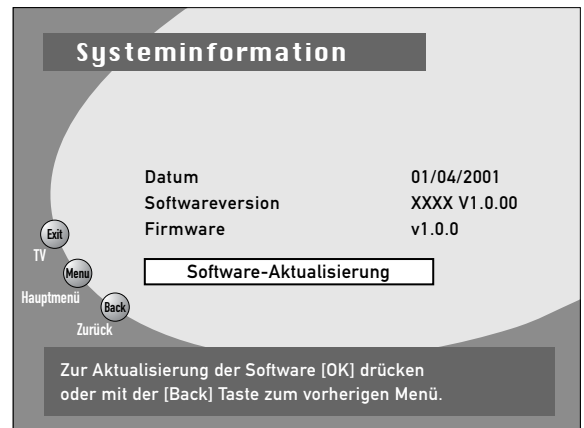 Systeminformation
Datum 01/04/2001
Softwareversion XXXX V1.0.00
Firmware v1.0.0
Exit
TV
Software-Aktualisierung
Menu
Hauptmenü
Back
Zurück
Zur Aktualisierung der Software [OK] drücken
oder mit der [Back] Taste zum vorherigen Menü.